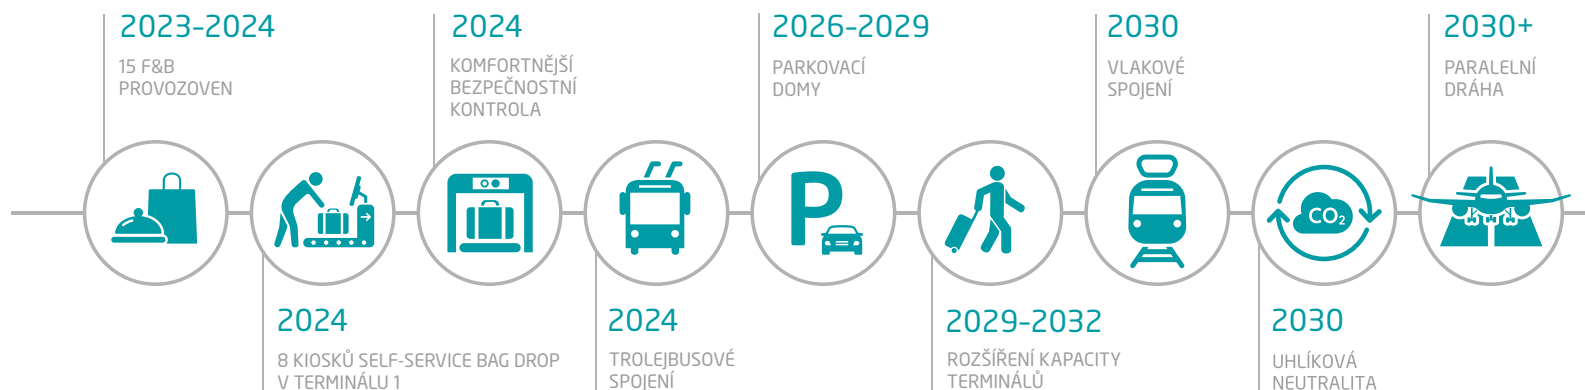 2023–2024
15 F&B
PROVOZOVEN
2024
8 KIOSKŮ SELF-SERVICE BAG DROP
V TERMINÁLU 1
2024
KOMFORTNĚJŠÍ
BEZPEČNOSTNÍ
KONTROLA
2024
TROLEJBUSOVÉ
SPOJENÍ
2026–2029
PARKOVACÍ
DOMY
P
2029–2032
ROZŠÍŘENÍ KAPACITY
TERMINÁLŮ
2030
VLAKOVÉ
SPOJENÍ
CO₂
2030
UHLÍKOVÁ
NEUTRALITA
2030+
PARALELNÍ
DRÁHA